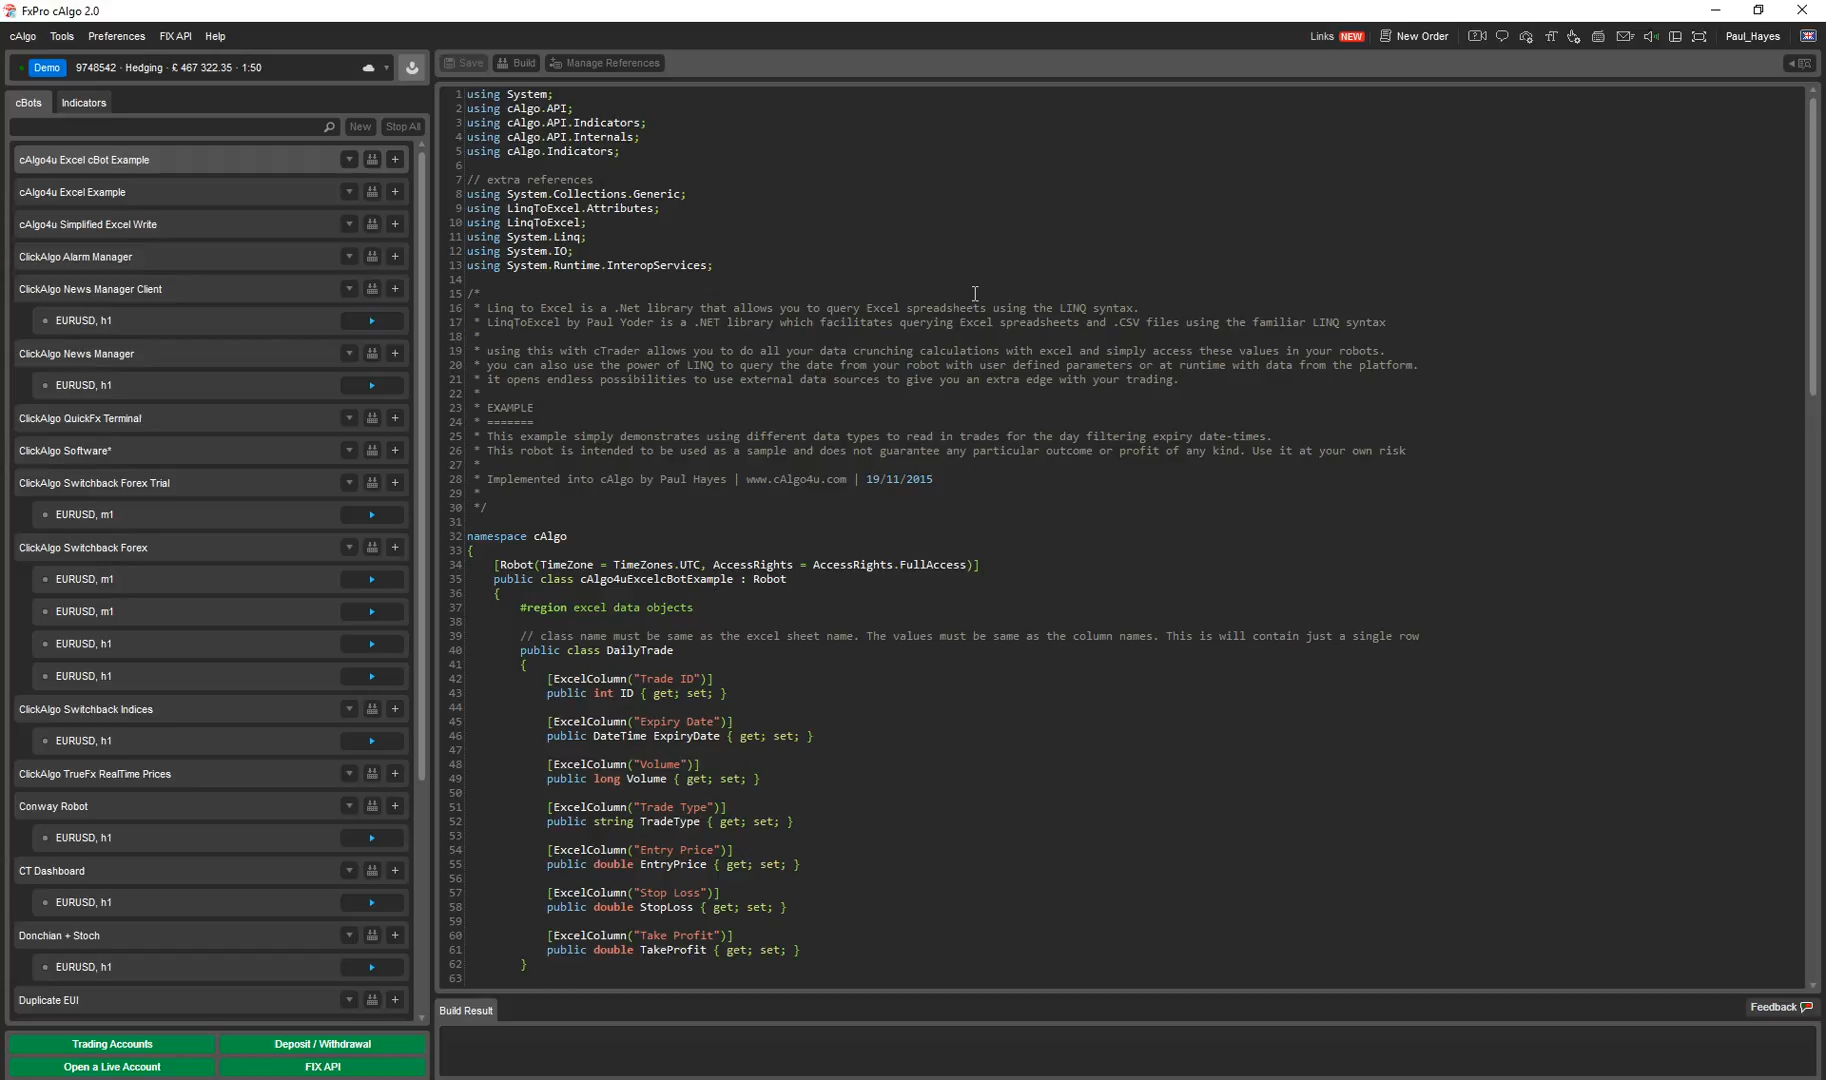 FxPro cAlgo 2.0
cAlgo Tools Preferences FIX API Help
Links NEW New Order Paul_Hayes
Demo 9748542 · Hedging · £ 467 322.35 · 1:50
Save Build Manage References
cBots Indicators
New Stop All
cAlgo4u Excel cBot Example
cAlgo4u Excel Example
cAlgo4u Simplified Excel Write
ClickAlgo Alarm Manager
ClickAlgo News Manager Client
EURUSD, h1
ClickAlgo News Manager
EURUSD, h1
ClickAlgo QuickFx Terminal
ClickAlgo Software*
ClickAlgo Switchback Forex Trial
EURUSD, m1
ClickAlgo Switchback Forex
EURUSD, m1
EURUSD, m1
EURUSD, h1
EURUSD, h1
ClickAlgo Switchback Indices
EURUSD, h1
ClickAlgo TrueFx RealTime Prices
Conway Robot
EURUSD, h1
CT Dashboard
EURUSD, h1
Donchian + Stoch
EURUSD, h1
Duplicate EUI
Trading Accounts Deposit / Withdrawal
Open a Live Account FIX API
1 using System;
2 using cAlgo.API;
3 using cAlgo.API.Indicators;
4 using cAlgo.API.Internals;
5 using cAlgo.Indicators;
6
7 // extra references
8 using System.Collections.Generic;
9 using LinqToExcel.Attributes;
10 using LinqToExcel;
11 using System.Linq;
12 using System.IO;
13 using System.Runtime.InteropServices;
14
15 /*
16 * Linq to Excel is a .Net library that allows you to query Excel spreadsheets using the LINQ syntax.
17 * LinqToExcel by Paul Yoder is a .NET library which facilitates querying Excel spreadsheets and .CSV files using the familiar LINQ syntax
18 *
19 * using this with cTrader allows you to do all your data crunching calculations with excel and simply access these values in your robots.
20 * you can also use the power of LINQ to query the date from your robot with user defined parameters or at runtime with data from the platform.
21 * it opens endless possibilities to use external data sources to give you an extra edge with your trading.
22 *
23 * EXAMPLE
24 * =======
25 * This example simply demonstrates using different data types to read in trades for the day filtering expiry date-times.
26 * This robot is intended to be used as a sample and does not guarantee any particular outcome or profit of any kind. Use it at your own risk
27 *
28 * Implemented into cAlgo by Paul Hayes | www.cAlgo4u.com | 19/11/2015
29 *
30 */
31
32 namespace cAlgo
33 {
34 [Robot(TimeZone = TimeZones.UTC, AccessRights = AccessRights.FullAccess)]
35 public class cAlgo4uExcelcBotExample : Robot
36 {
37 #region excel data objects
38
39 // class name must be same as the excel sheet name. The values must be same as the column names. This is will contain just a single row
40 public class DailyTrade
41 {
42 [ExcelColumn("Trade ID")]
43 public int ID { get; set; }
44
45 [ExcelColumn("Expiry Date")]
46 public DateTime ExpiryDate { get; set; }
47
48 [ExcelColumn("Volume")]
49 public long Volume { get; set; }
50
51 [ExcelColumn("Trade Type")]
52 public string TradeType { get; set; }
53
54 [ExcelColumn("Entry Price")]
55 public double EntryPrice { get; set; }
56
57 [ExcelColumn("Stop Loss")]
58 public double StopLoss { get; set; }
59
60 [ExcelColumn("Take Profit")]
61 public double TakeProfit { get; set; }
62 }
63
Build Result
Feedback